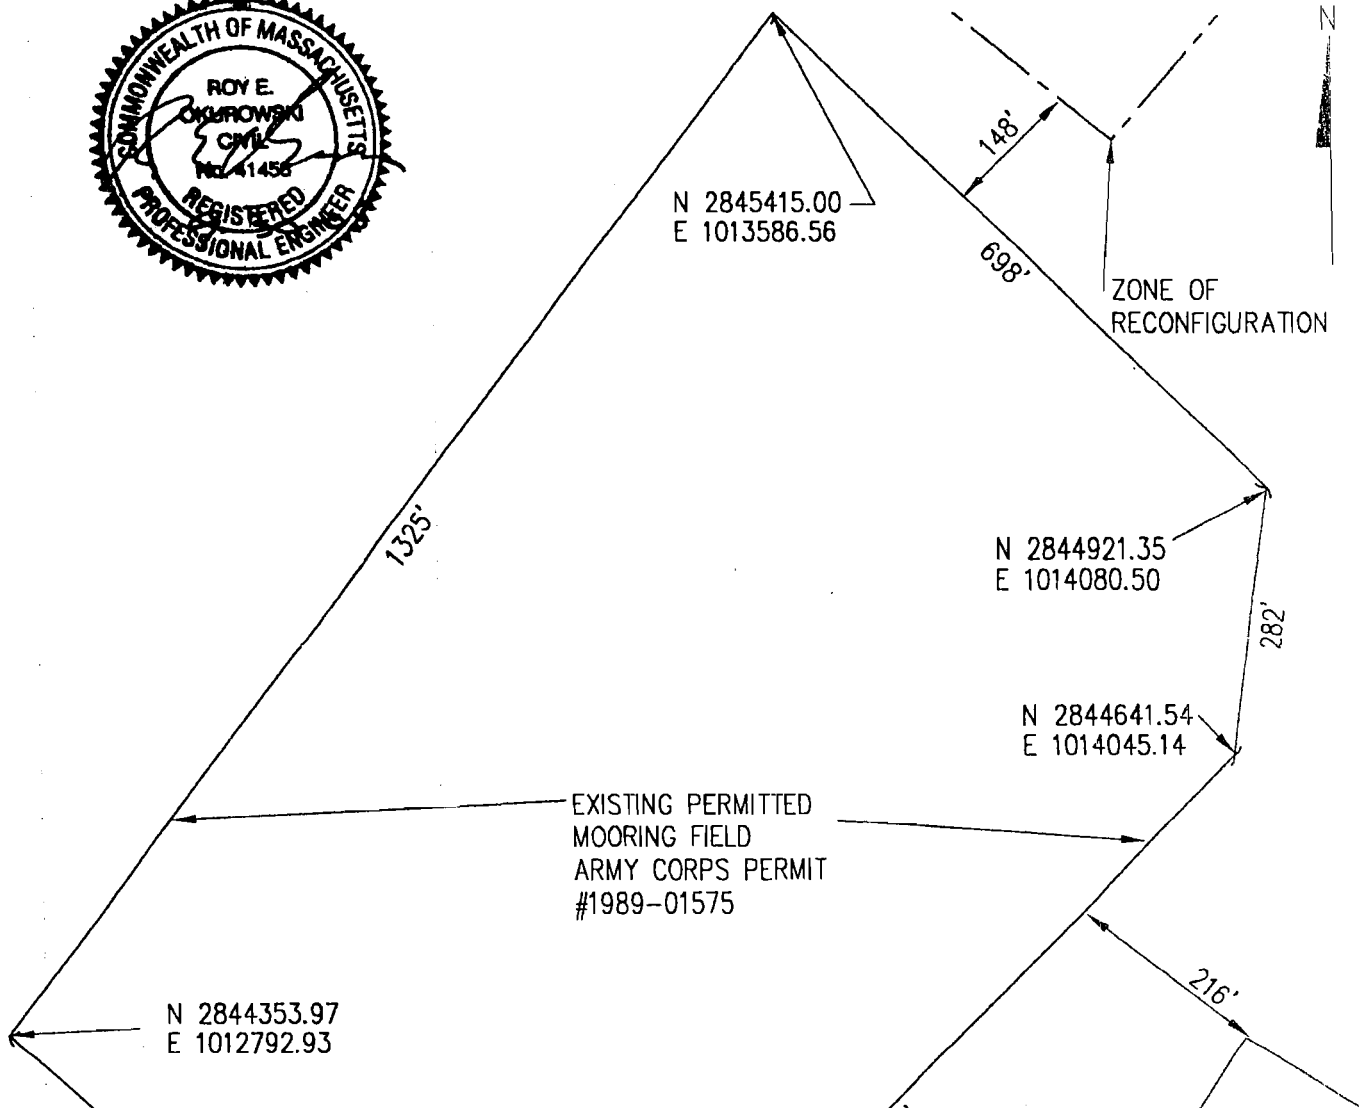 COMMONWEALTH OF MASSACHUSETTS
ROY E.
OKUROWSKI
CIVIL
No. 41458
REGISTERED
PROFESSIONAL ENGINEER
N
148'
N 2845415.00
E 1013586.56
698'
ZONE OF
RECONFIGURATION
1325'
N 2844921.35
E 1014080.50
282'
N 2844641.54
E 1014045.14
EXISTING PERMITTED
MOORING FIELD
ARMY CORPS PERMIT
#1989-01575
216'
N 2844353.97
E 1012792.93